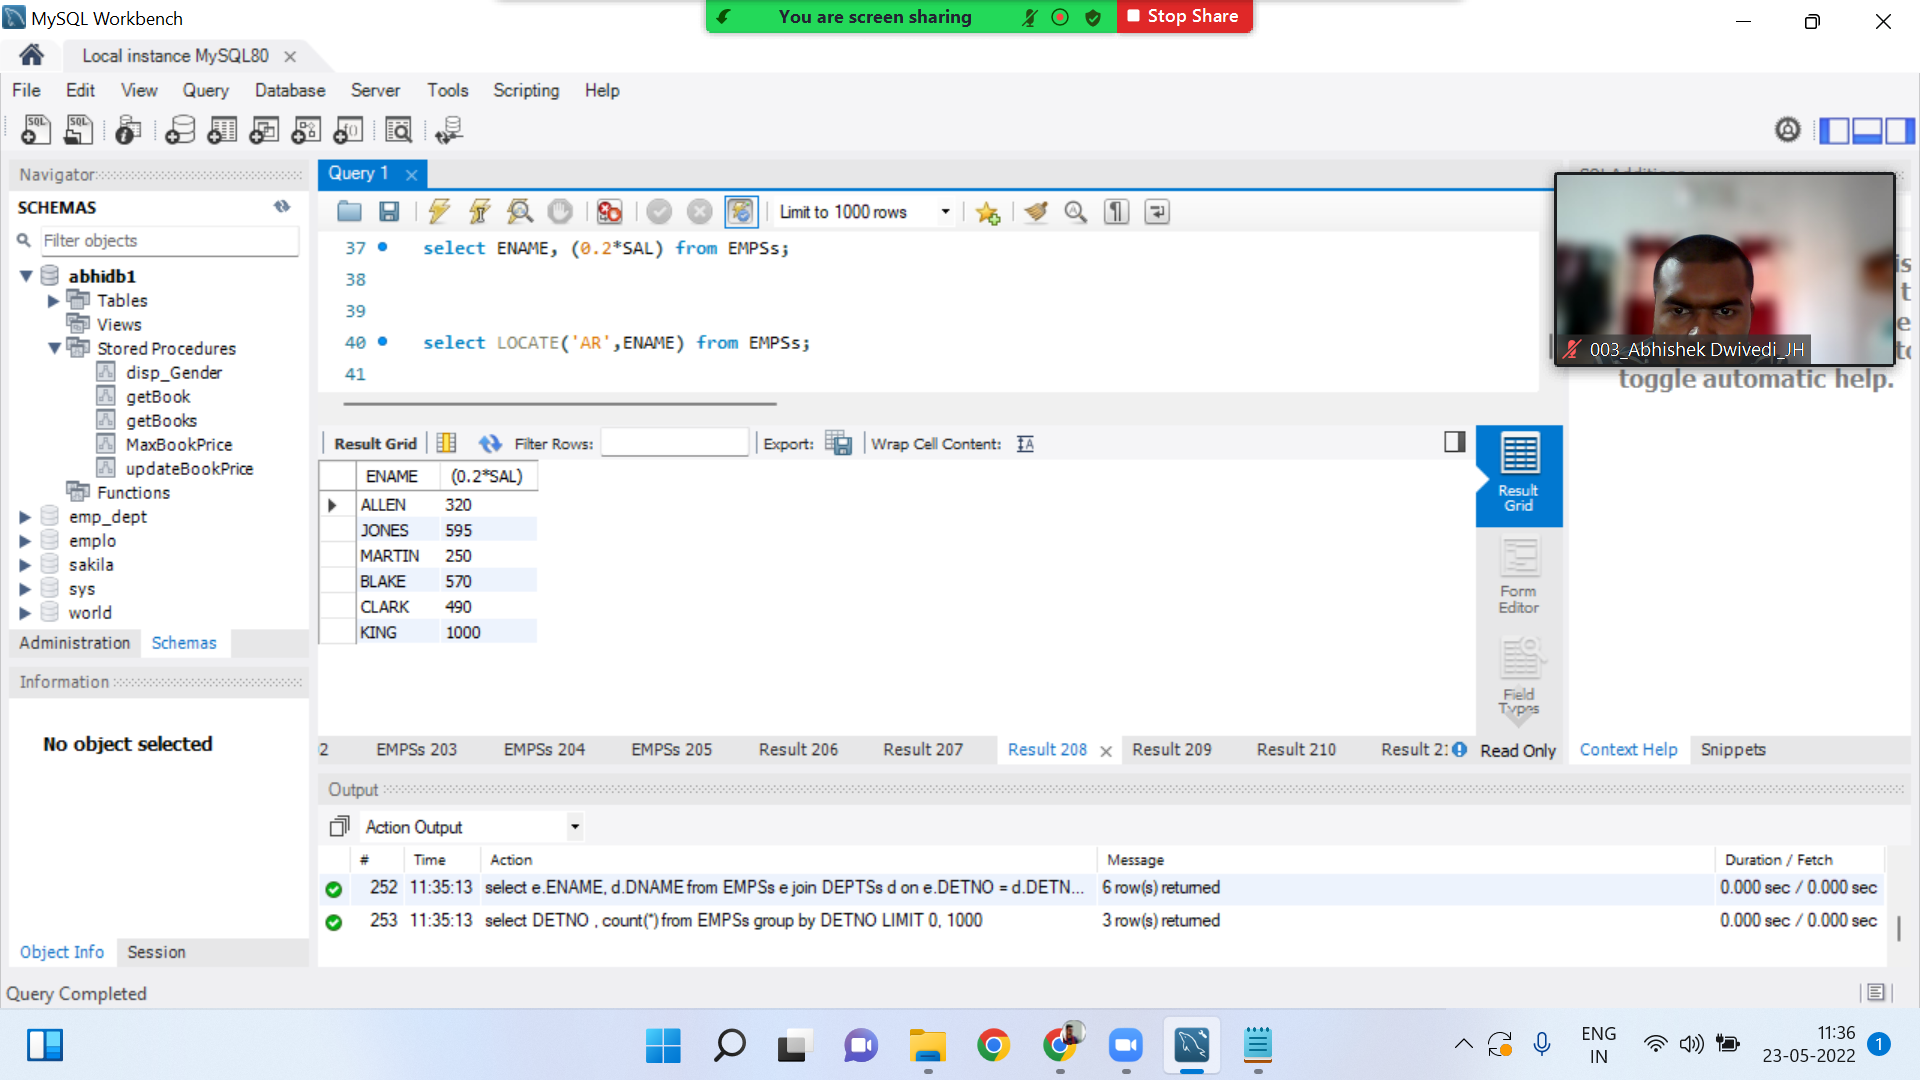 MySQL Workbench
You are screen sharing
Stop Share
Local instance MySQL80
File Edit View Query Database Server Tools Scripting Help
Navigator
SCHEMAS
Filter objects
abhidb1
Tables
Views
Stored Procedures
disp_Gender
getBook
getBooks
MaxBookPrice
updateBookPrice
Functions
emp_dept
emplo
sakila
sys
world
Administration Schemas
Information
No object selected
Object Info Session
Query Completed
Query 1
Limit to 1000 rows
37 select ENAME, (0.2*SAL) from EMPSs;
38
39
40 select LOCATE('AR',ENAME) from EMPSs;
41
Result Grid Filter Rows: Export: Wrap Cell Content:
ENAME (0.2*SAL)
ALLEN 320
JONES 595
MARTIN 250
BLAKE 570
CLARK 490
KING 1000
Result Grid
Form Editor
Field Types
003_Abhishek Dwivedi_JH
toggle automatic help.
EMPSs 203 EMPSs 204 EMPSs 205 Result 206 Result 207 Result 208 Result 209 Result 210 Read Only
Context Help Snippets
Output
Action Output
# Time Action Message Duration / Fetch
252 11:35:13 select e.ENAME, d.DNAME from EMPSs e join DEPTSs d on e.DETNO = d.DETN... 6 row(s) returned 0.000 sec / 0.000 sec
253 11:35:13 select DETNO , count(*) from EMPSs group by DETNO LIMIT 0, 1000 3 row(s) returned 0.000 sec / 0.000 sec
ENG
IN
11:36
23-05-2022
1